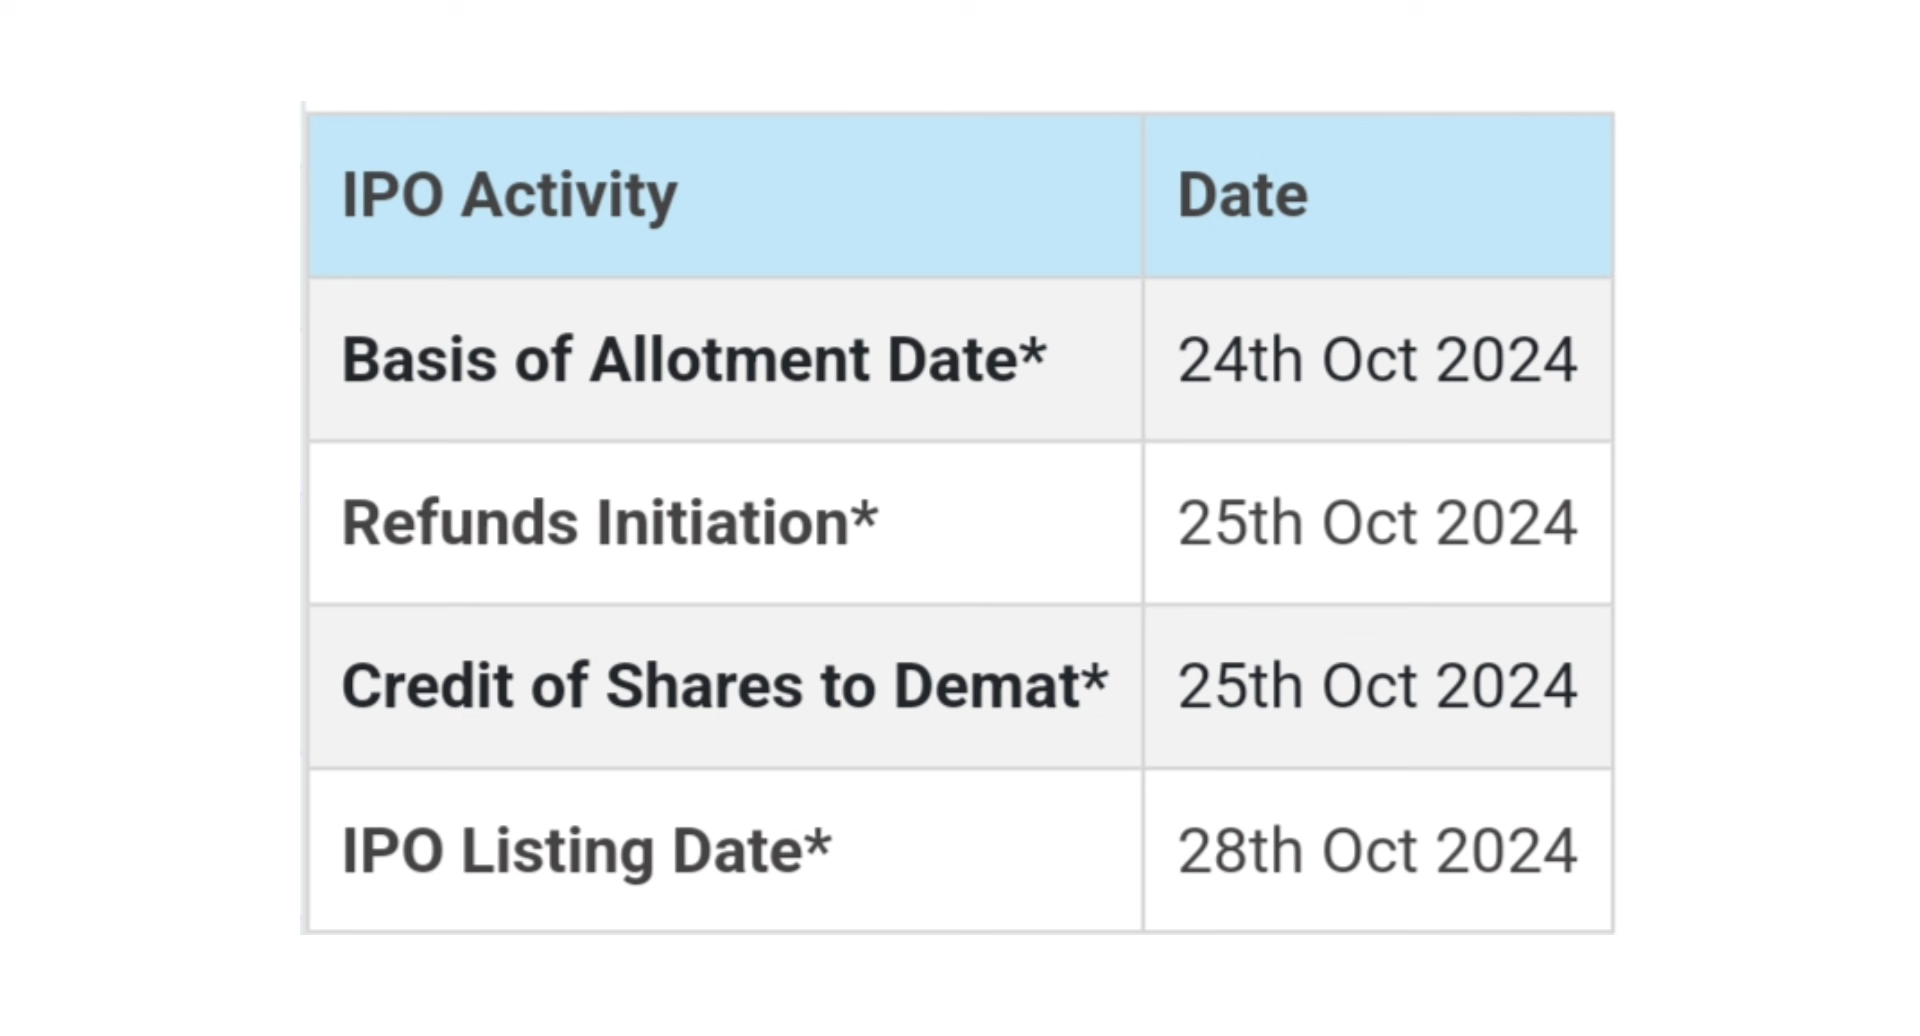 IPO Activity Date
Basis of Allotment Date* 24th Oct 2024
Refunds Initiation* 25th Oct 2024
Credit of Shares to Demat* 25th Oct 2024
IPO Listing Date* 28th Oct 2024